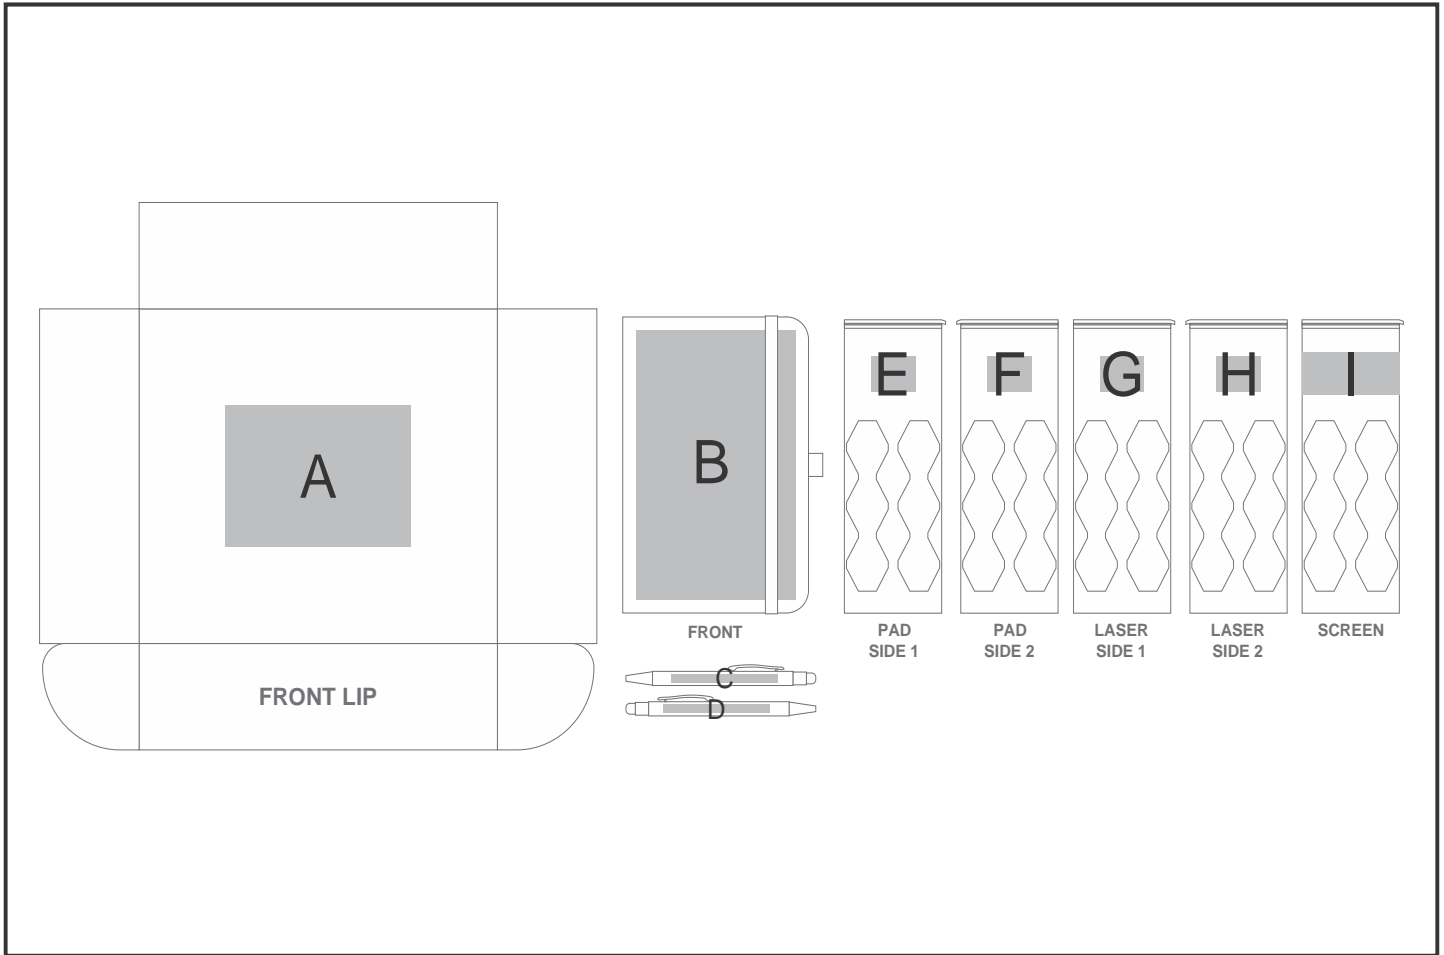 A
B
C
D
E
F
G
H
I
FRONT LIP
FRONT
PAD
SIDE 1
PAD
SIDE 2
LASER
SIDE 1
LASER
SIDE 2
SCREEN